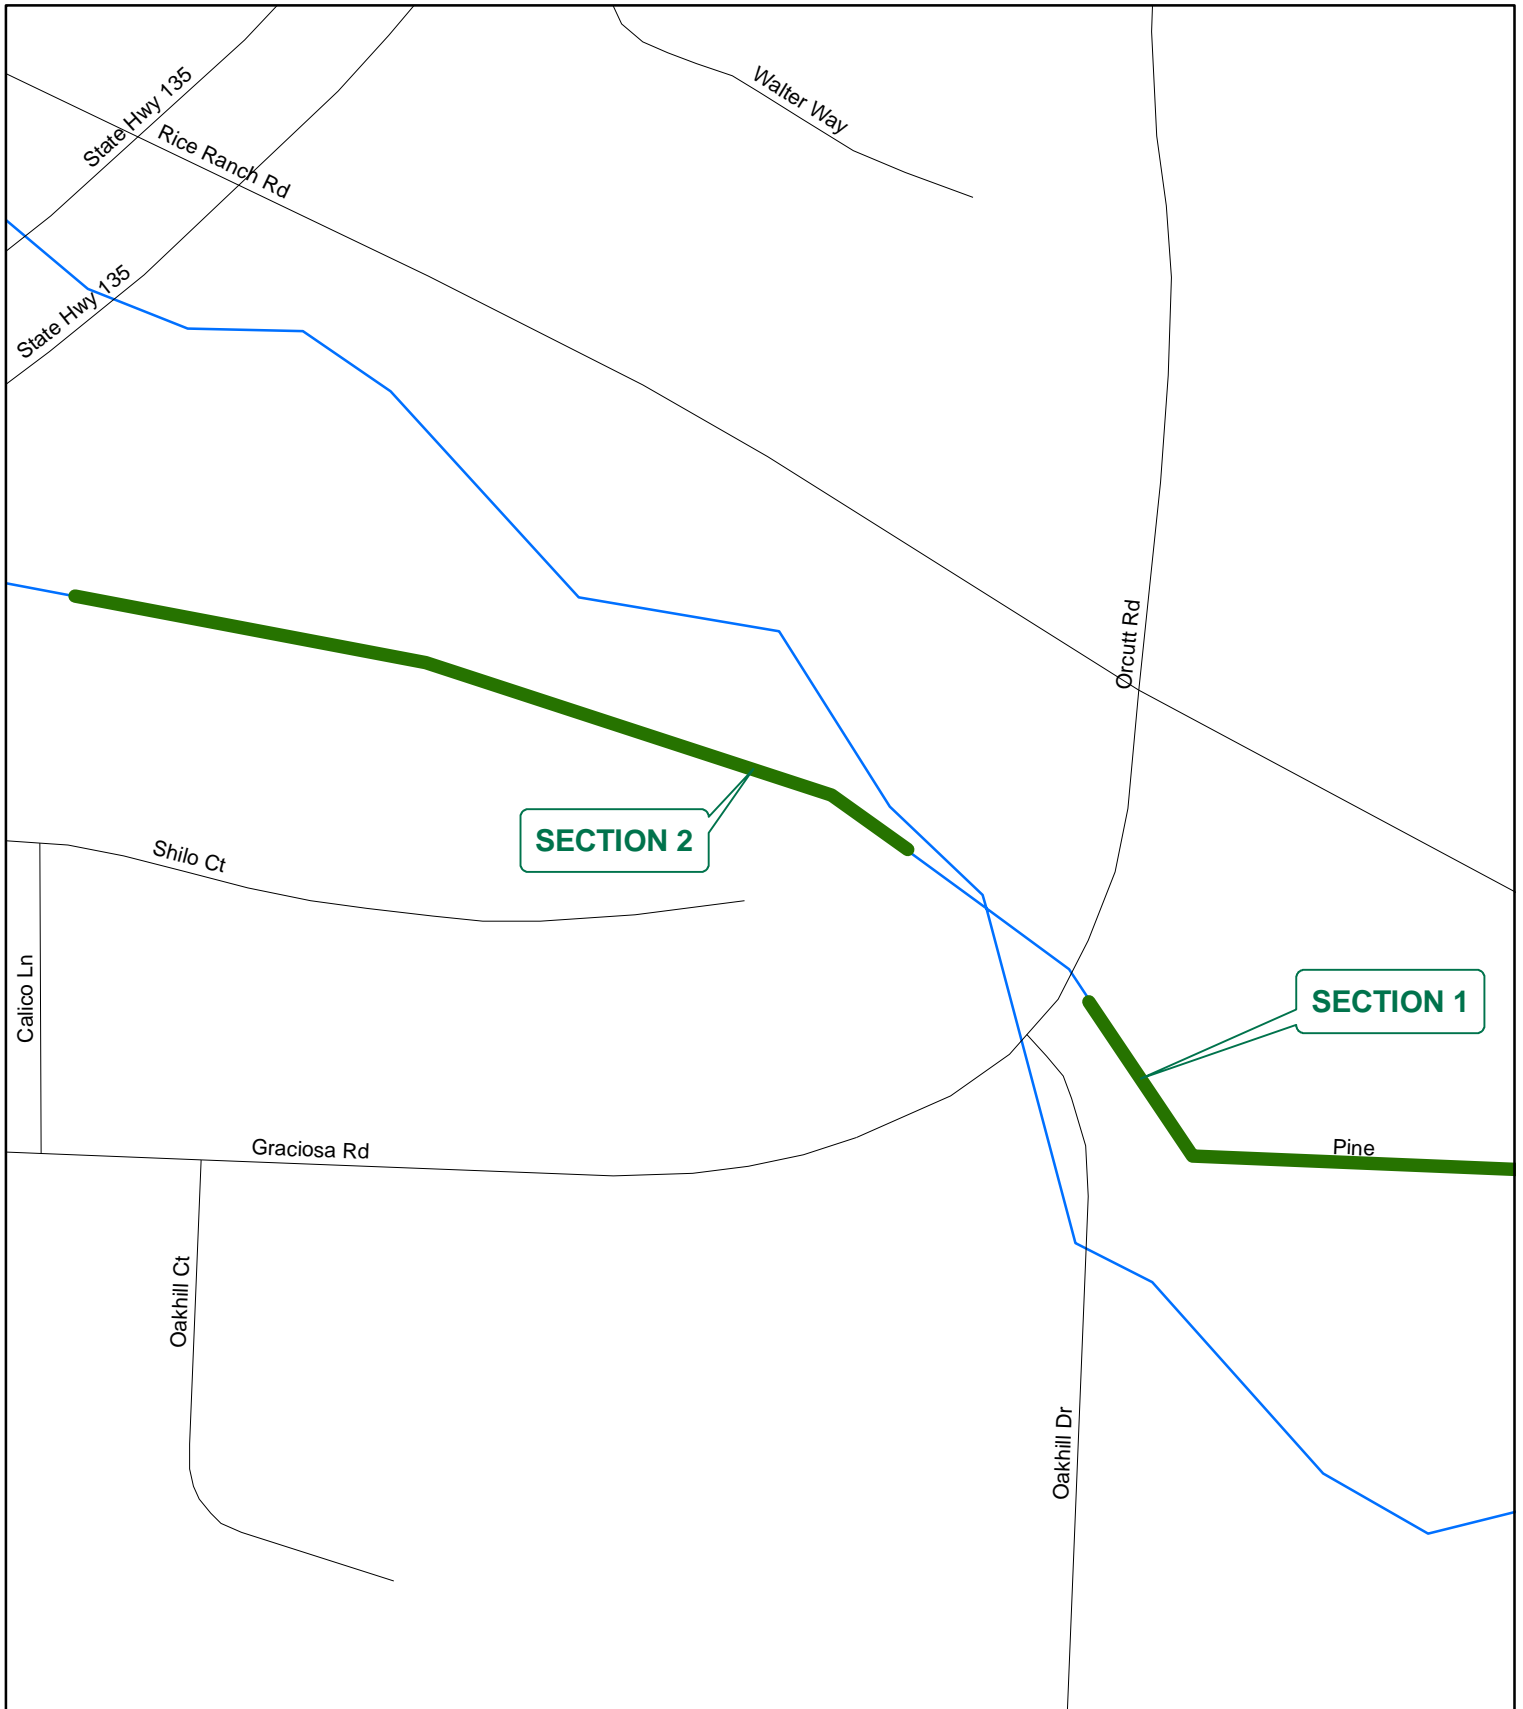 State Hwy 135
Rice Ranch Rd
Walter Way
State Hwy 135
Orcutt Rd
SECTION 2
Shilo Ct
Calico Ln
SECTION 1
Graciosa Rd
Pine
Oakhill Ct
Oakhill Dr